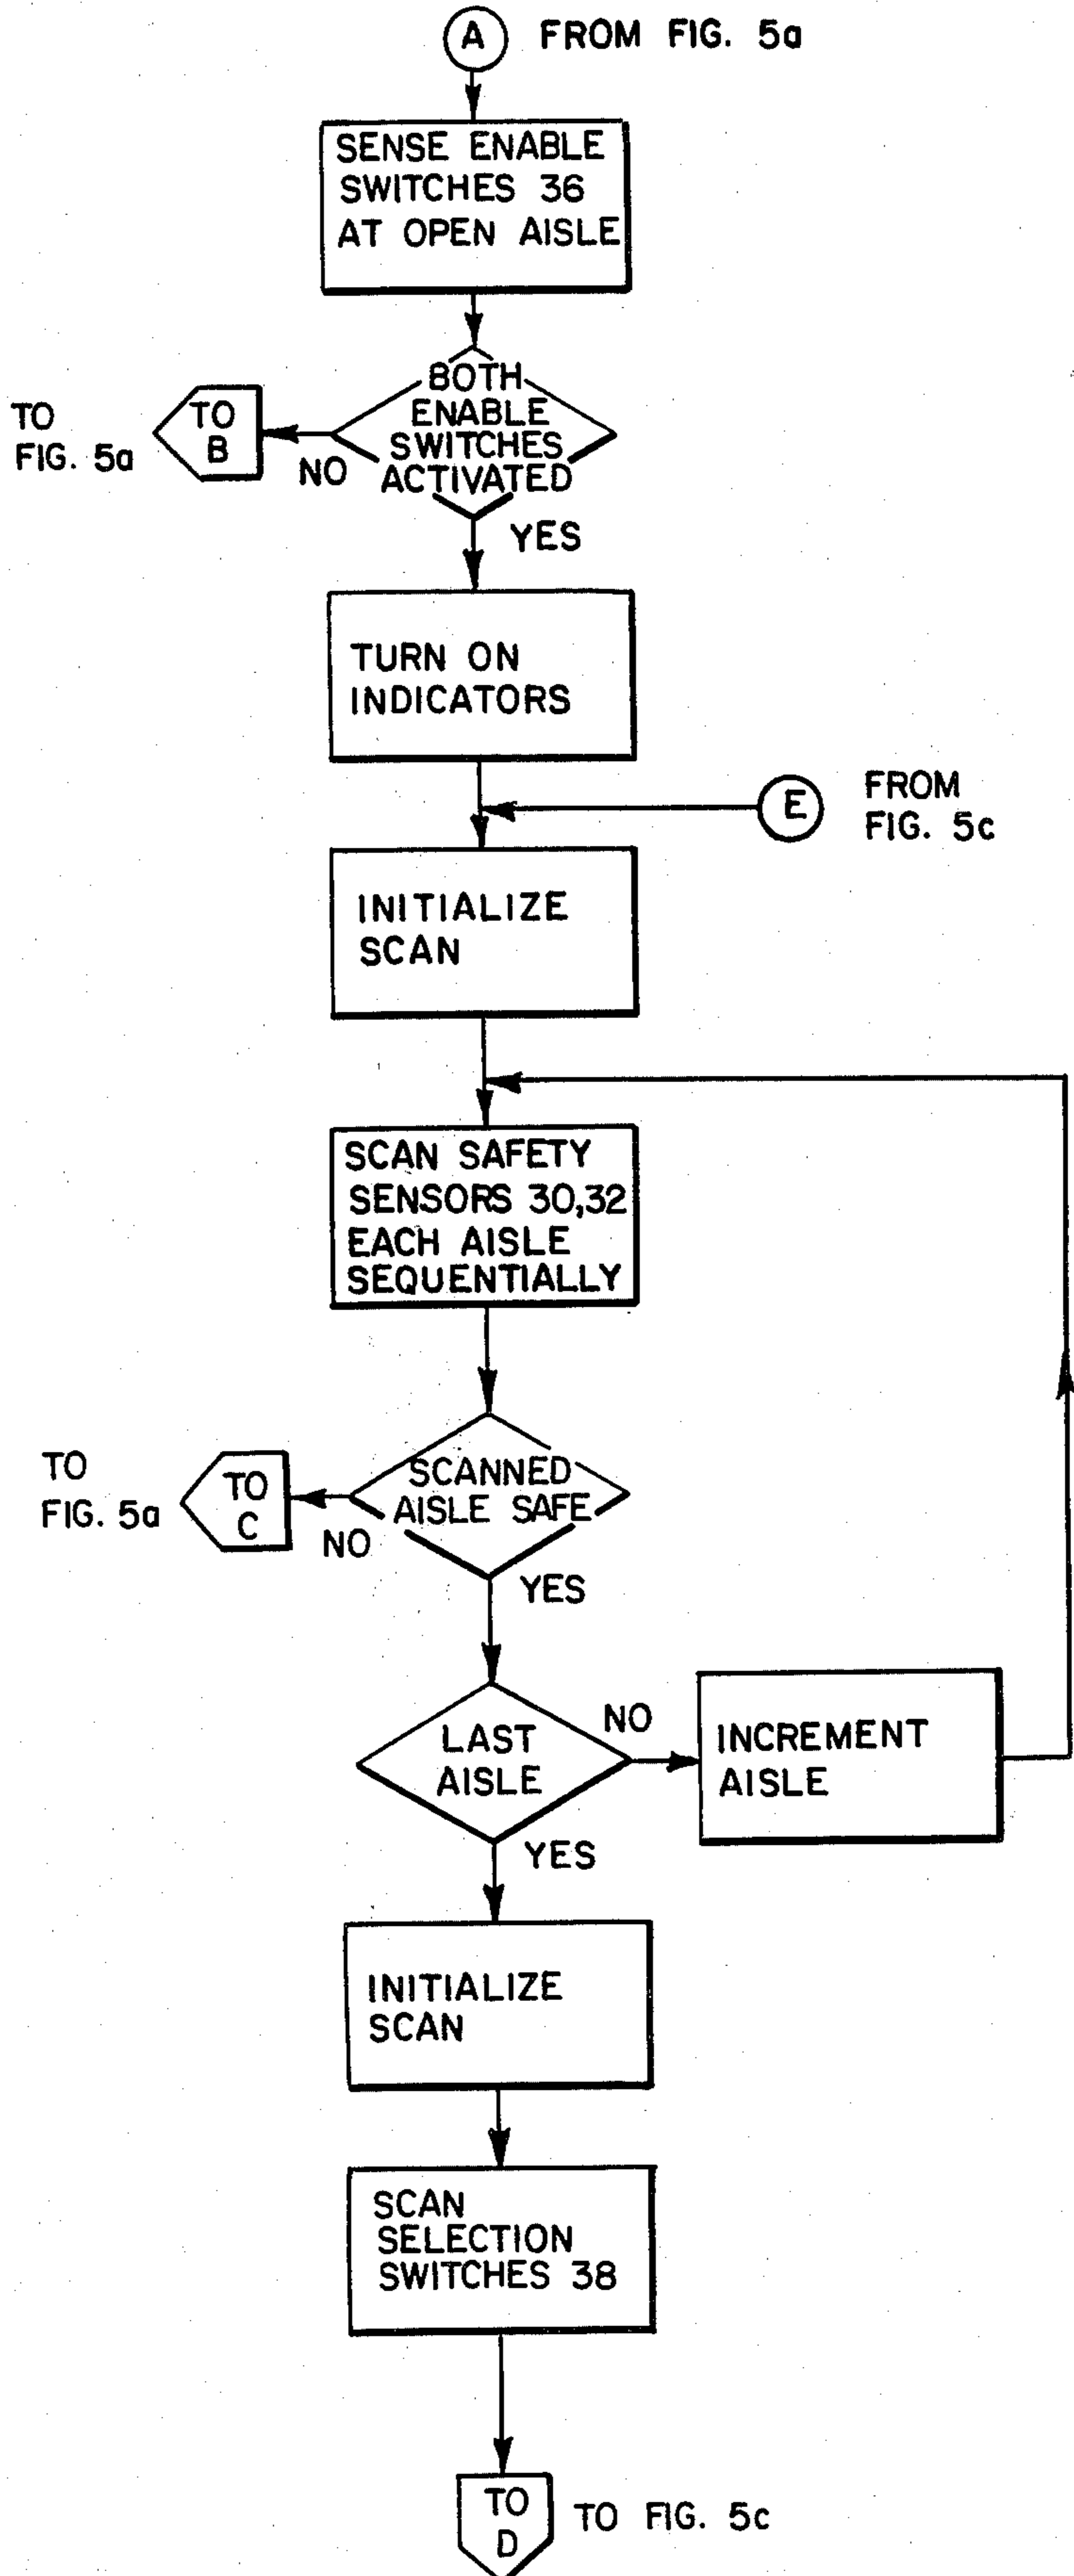 A FROM FIG. 5a
SENSE ENABLE
SWITCHES 36
AT OPEN AISLE
BOTH
ENABLE
SWITCHES
ACTIVATED
TO
FIG. 5a
TO
B
NO
YES
TURN ON
INDICATORS
E
FROM
FIG. 5c
INITIALIZE
SCAN
SCAN SAFETY
SENSORS 30,32
EACH AISLE
SEQUENTIALLY
SCANNED
AISLE SAFE
TO
FIG. 5a
TO
C
NO
YES
LAST
AISLE
NO
INCREMENT
AISLE
YES
INITIALIZE
SCAN
SCAN
SELECTION
SWITCHES 38
TO
D
TO FIG. 5c